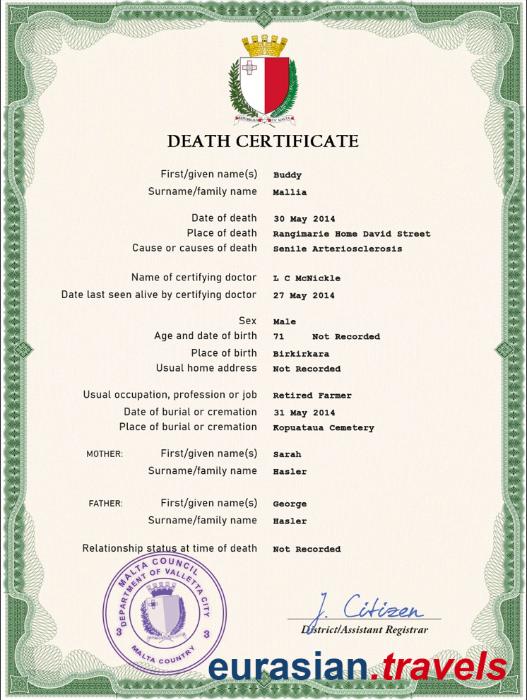 DEATH CERTIFICATE
First/given name(s) Buddy
Surname/family name Mallia
Date of death 30 May 2014
Place of death Rangimarie Home David Street
Cause or causes of death Senile Arteriosclerosis
Name of certifying doctor L C McNickle
Date last seen alive by certifying doctor 27 May 2014
Sex Male
Age and date of birth 71 Not Recorded
Place of birth Birkirkara
Usual home address Not Recorded
Usual occupation, profession or job Retired Farmer
Date of burial or cremation 31 May 2014
Place of burial or cremation Kopuataua Cemetery
MOTHER: First/given name(s) Sarah
Surname/family name Hasler
FATHER: First/given name(s) George
Surname/family name Hasler
Relationship status at time of death Not Recorded
MALTA COUNCIL
DEPARTMENT OF VALLETTA CITY
3 3
MALTA COUNTRY
J. Citizen
District/Assistant Registrar
eurasian.travels